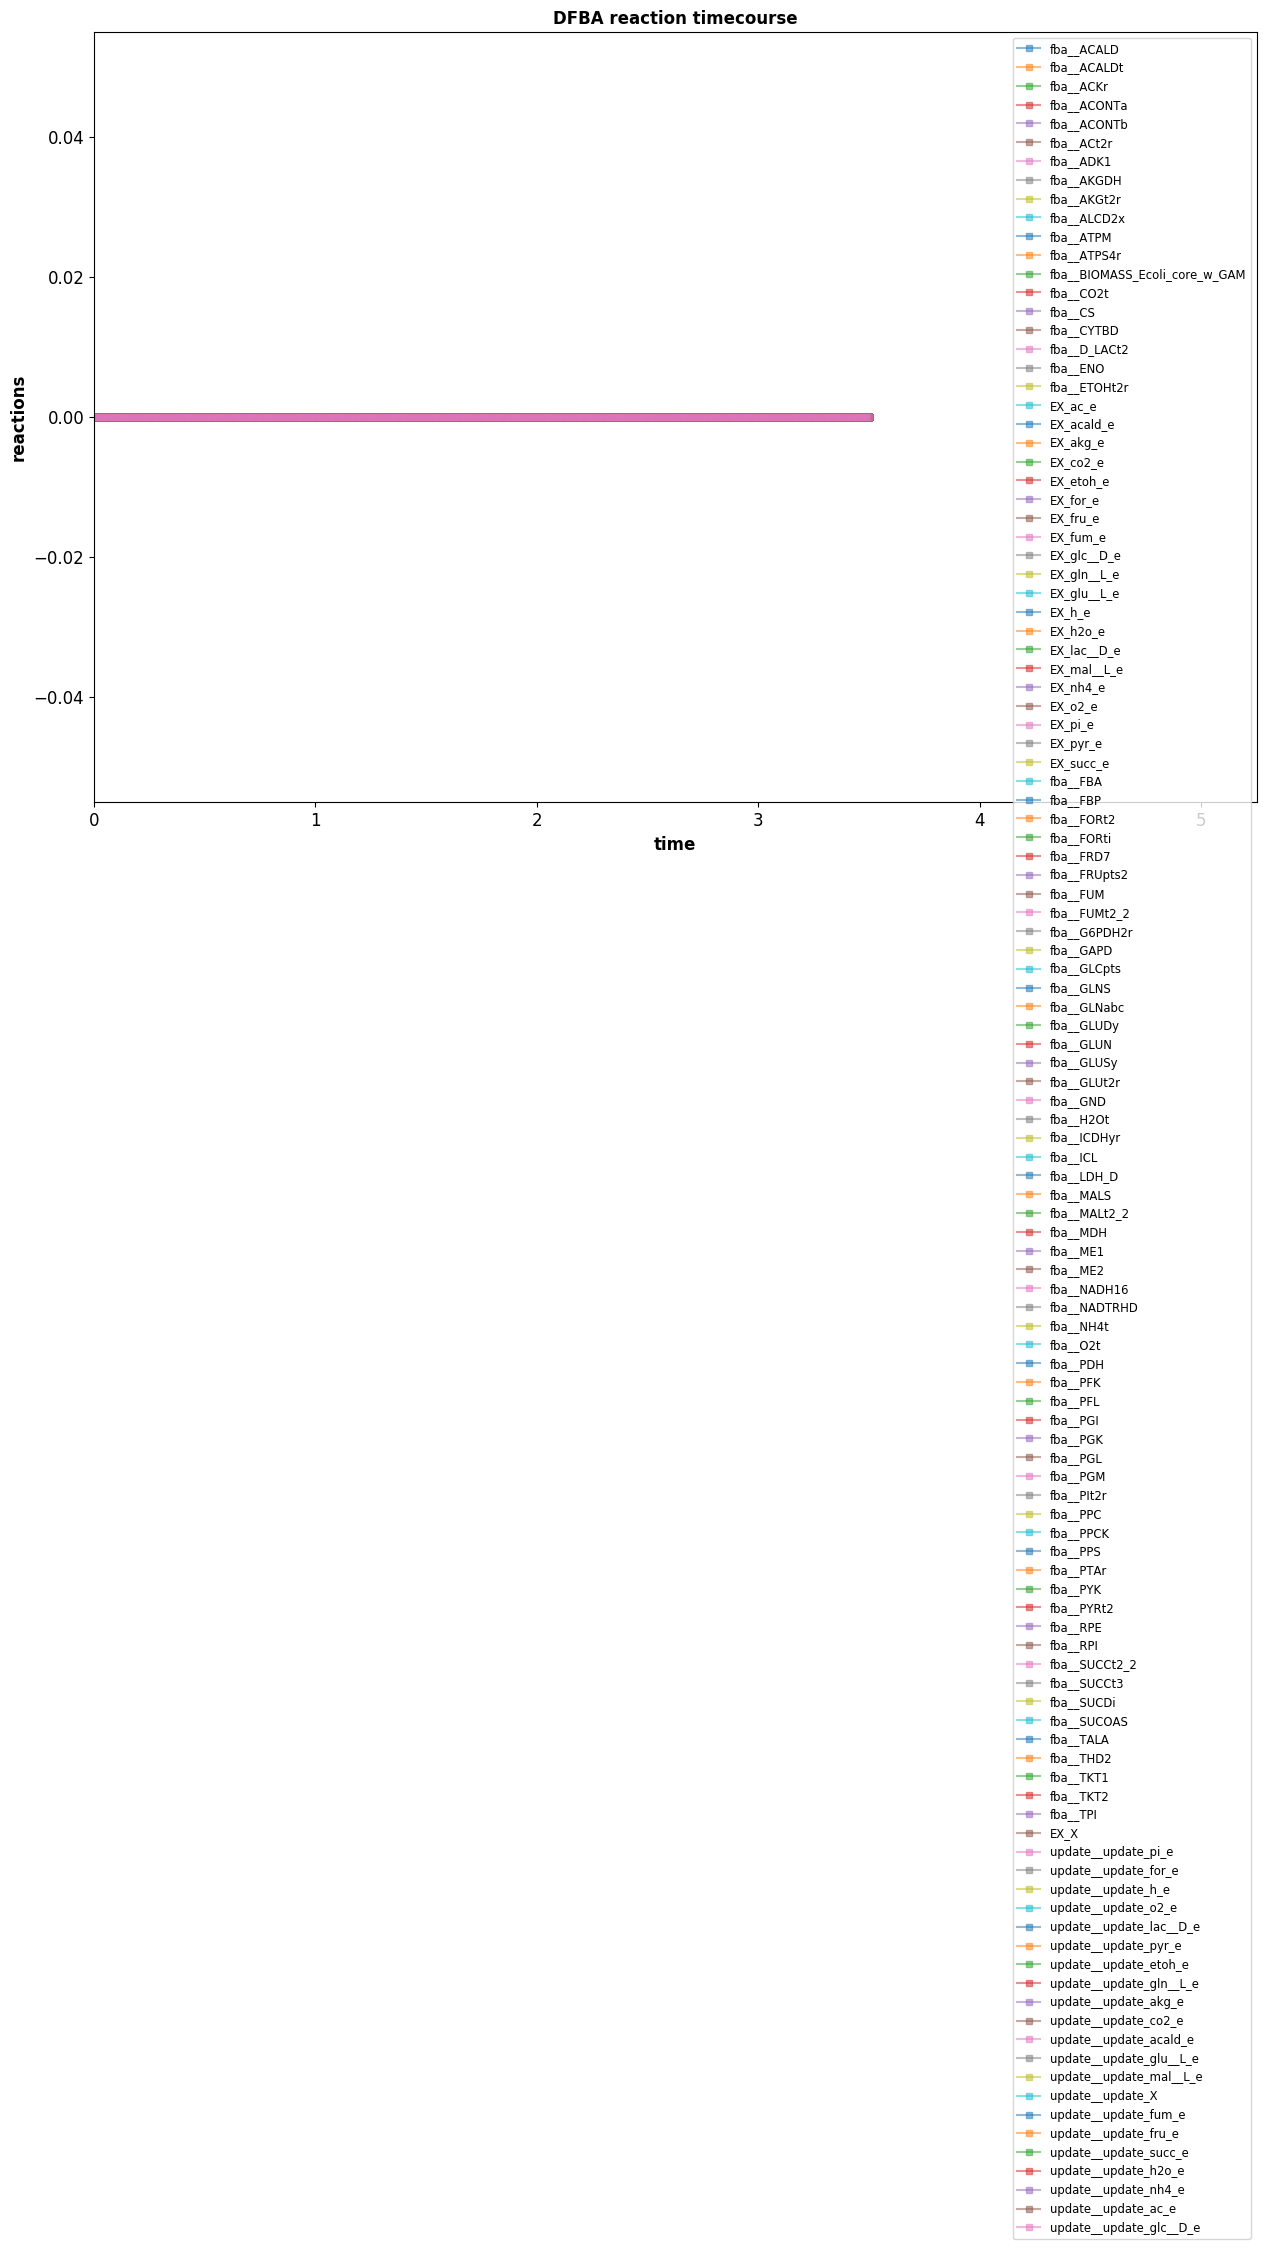 DFBA reaction timecourse
reactions
0.04
0.02
0.00
−0.02
−0.04
0
1
2
3
4
5
time
fba__ACALD
fba__ACALDt
fba__ACKr
fba__ACONTa
fba__ACONTb
fba__ACt2r
fba__ADK1
fba__AKGDH
fba__AKGt2r
fba__ALCD2x
fba__ATPM
fba__ATPS4r
fba__BIOMASS_Ecoli_core_w_GAM
fba__CO2t
fba__CS
fba__CYTBD
fba__D_LACt2
fba__ENO
fba__ETOHt2r
EX_ac_e
EX_acald_e
EX_akg_e
EX_co2_e
EX_etoh_e
EX_for_e
EX_fru_e
EX_fum_e
EX_glc__D_e
EX_gln__L_e
EX_glu__L_e
EX_h_e
EX_h2o_e
EX_lac__D_e
EX_mal__L_e
EX_nh4_e
EX_o2_e
EX_pi_e
EX_pyr_e
EX_succ_e
fba__FBA
fba__FBP
fba__FORt2
fba__FORti
fba__FRD7
fba__FRUpts2
fba__FUM
fba__FUMt2_2
fba__G6PDH2r
fba__GAPD
fba__GLCpts
fba__GLNS
fba__GLNabc
fba__GLUDy
fba__GLUN
fba__GLUSy
fba__GLUt2r
fba__GND
fba__H2Ot
fba__ICDHyr
fba__ICL
fba__LDH_D
fba__MALS
fba__MALt2_2
fba__MDH
fba__ME1
fba__ME2
fba__NADH16
fba__NADTRHD
fba__NH4t
fba__O2t
fba__PDH
fba__PFK
fba__PFL
fba__PGI
fba__PGK
fba__PGL
fba__PGM
fba__PIt2r
fba__PPC
fba__PPCK
fba__PPS
fba__PTAr
fba__PYK
fba__PYRt2
fba__RPE
fba__RPI
fba__SUCCt2_2
fba__SUCCt3
fba__SUCDi
fba__SUCOAS
fba__TALA
fba__THD2
fba__TKT1
fba__TKT2
fba__TPI
EX_X
update__update_pi_e
update__update_for_e
update__update_h_e
update__update_o2_e
update__update_lac__D_e
update__update_pyr_e
update__update_etoh_e
update__update_gln__L_e
update__update_akg_e
update__update_co2_e
update__update_acald_e
update__update_glu__L_e
update__update_mal__L_e
update__update_X
update__update_fum_e
update__update_fru_e
update__update_succ_e
update__update_h2o_e
update__update_nh4_e
update__update_ac_e
update__update_glc__D_e